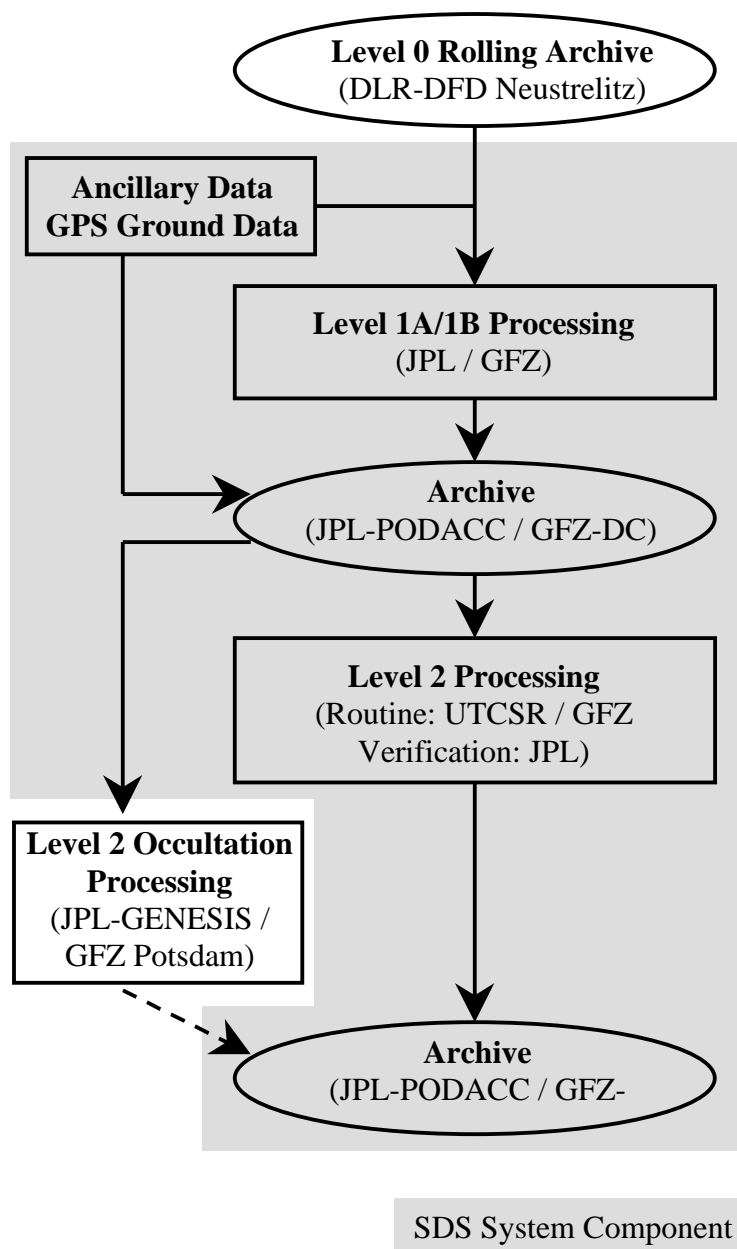 Level 0 Rolling Archive
(DLR-DFD Neustrelitz)
Ancillary Data
GPS Ground Data
Level 1A/1B Processing
(JPL / GFZ)
Archive
(JPL-PODACC / GFZ-DC)
Level 2 Processing
(Routine: UTCSR / GFZ
Verification: JPL)
Level 2 Occultation
Processing
(JPL-GENESIS /
GFZ Potsdam)
Archive
(JPL-PODACC / GFZ-
SDS System Component